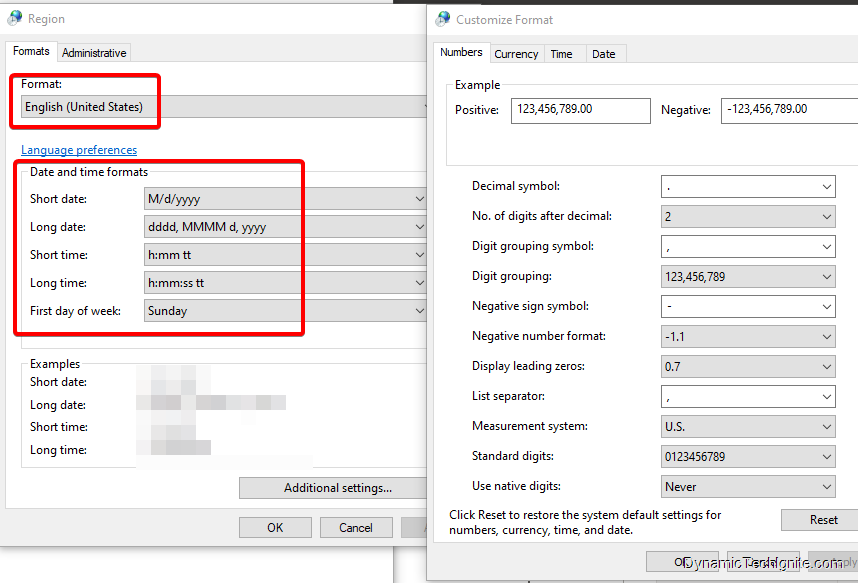 Region
Formats
Administrative
Format:
English (United States)
Language preferences
Date and time formats
Short date:
M/d/yyyy
Long date:
dddd, MMMM d, yyyy
Short time:
h:mm tt
Long time:
h:mm:ss tt
First day of week:
Sunday
Examples
Short date:
Long date:
Short time:
Long time:
Additional settings...
OK
Cancel
Customize Format
Numbers
Currency
Time
Date
Example
Positive:
123,456,789.00
Negative:
-123,456,789.00
Decimal symbol:
.
No. of digits after decimal:
2
Digit grouping symbol:
,
Digit grouping:
123,456,789
Negative sign symbol:
-
Negative number format:
-1.1
Display leading zeros:
0.7
List separator:
,
Measurement system:
U.S.
Standard digits:
0123456789
Use native digits:
Never
Click Reset to restore the system default settings for
numbers, currency, time, and date.
Reset